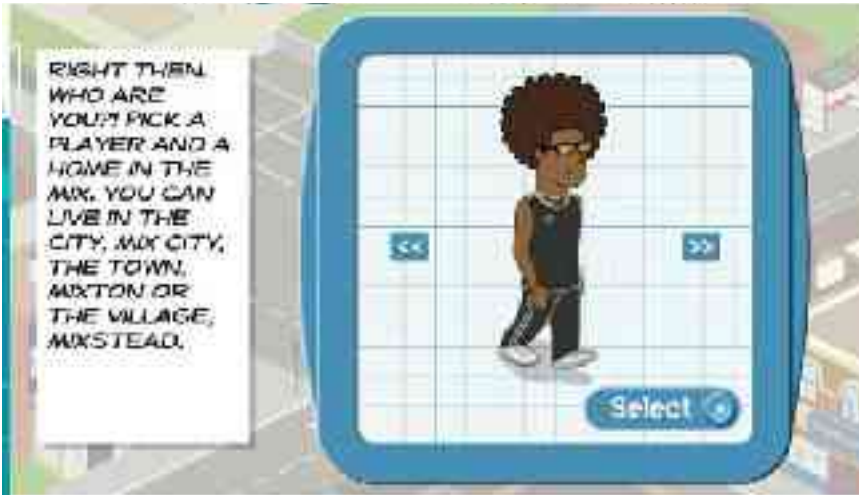 RIGHT THEN.
WHO ARE
YOU?! PICK A
PLAYER AND A
HOME IN THE
MIX. YOU CAN
LIVE IN THE
CITY, MIX CITY,
THE TOWN,
MIXTON OR
THE VILLAGE,
MIXSTEAD.
<<
>>
Select